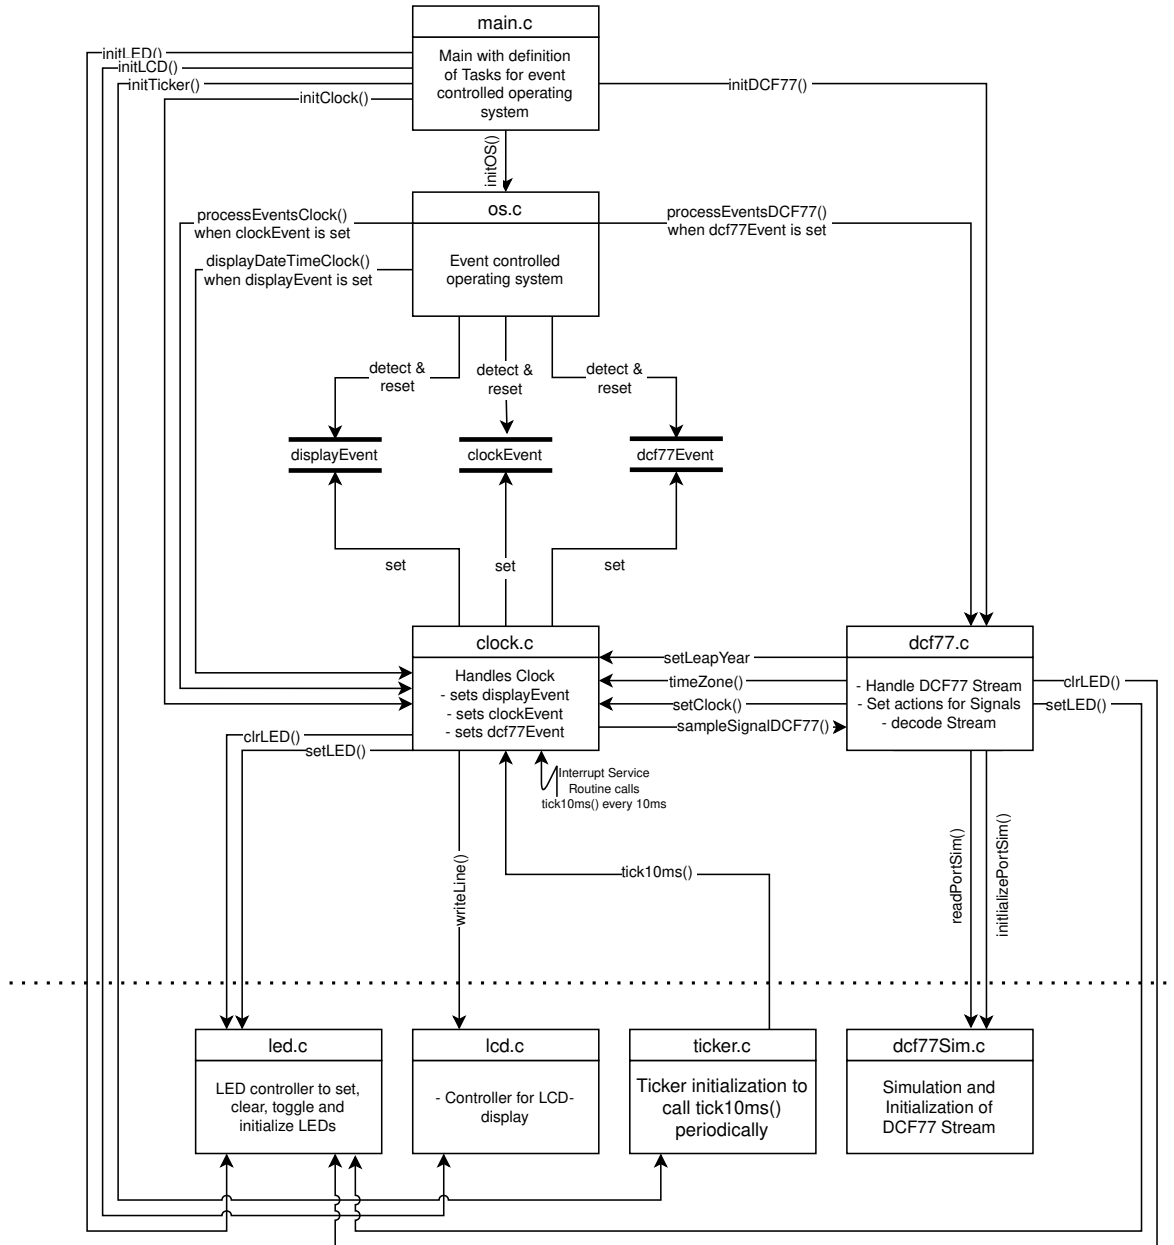 main.c
Main with definition
of Tasks for event
controlled operating
system
initLED()
initLCD()
initTicker()
initClock()
initDCF77()
initOS()
os.c
Event controlled
operating system
processEventsClock()
when clockEvent is set
displayDateTimeClock()
when displayEvent is set
processEventsDCF77()
when dcf77Event is set
detect &
reset
detect &
reset
detect &
reset
displayEvent
clockEvent
dcf77Event
set
set
set
clock.c
Handles Clock
- sets displayEvent
- sets clockEvent
- sets dcf77Event
setLeapYear
timeZone()
setClock()
sampleSignalDCF77()
dcf77.c
- Handle DCF77 Stream
- Set actions for Signals
- decode Stream
clrLED()
setLED()
clrLED()
setLED()
Interrupt Service
Routine calls
tick10ms() every 10ms
writeLine()
tick10ms()
readPortSim()
initlializePortSim()
led.c
LED controller to set,
clear, toggle and
initialize LEDs
lcd.c
- Controller for LCD-
display
ticker.c
Ticker initialization to
call tick10ms()
periodically
dcf77Sim.c
Simulation and
Initialization of
DCF77 Stream